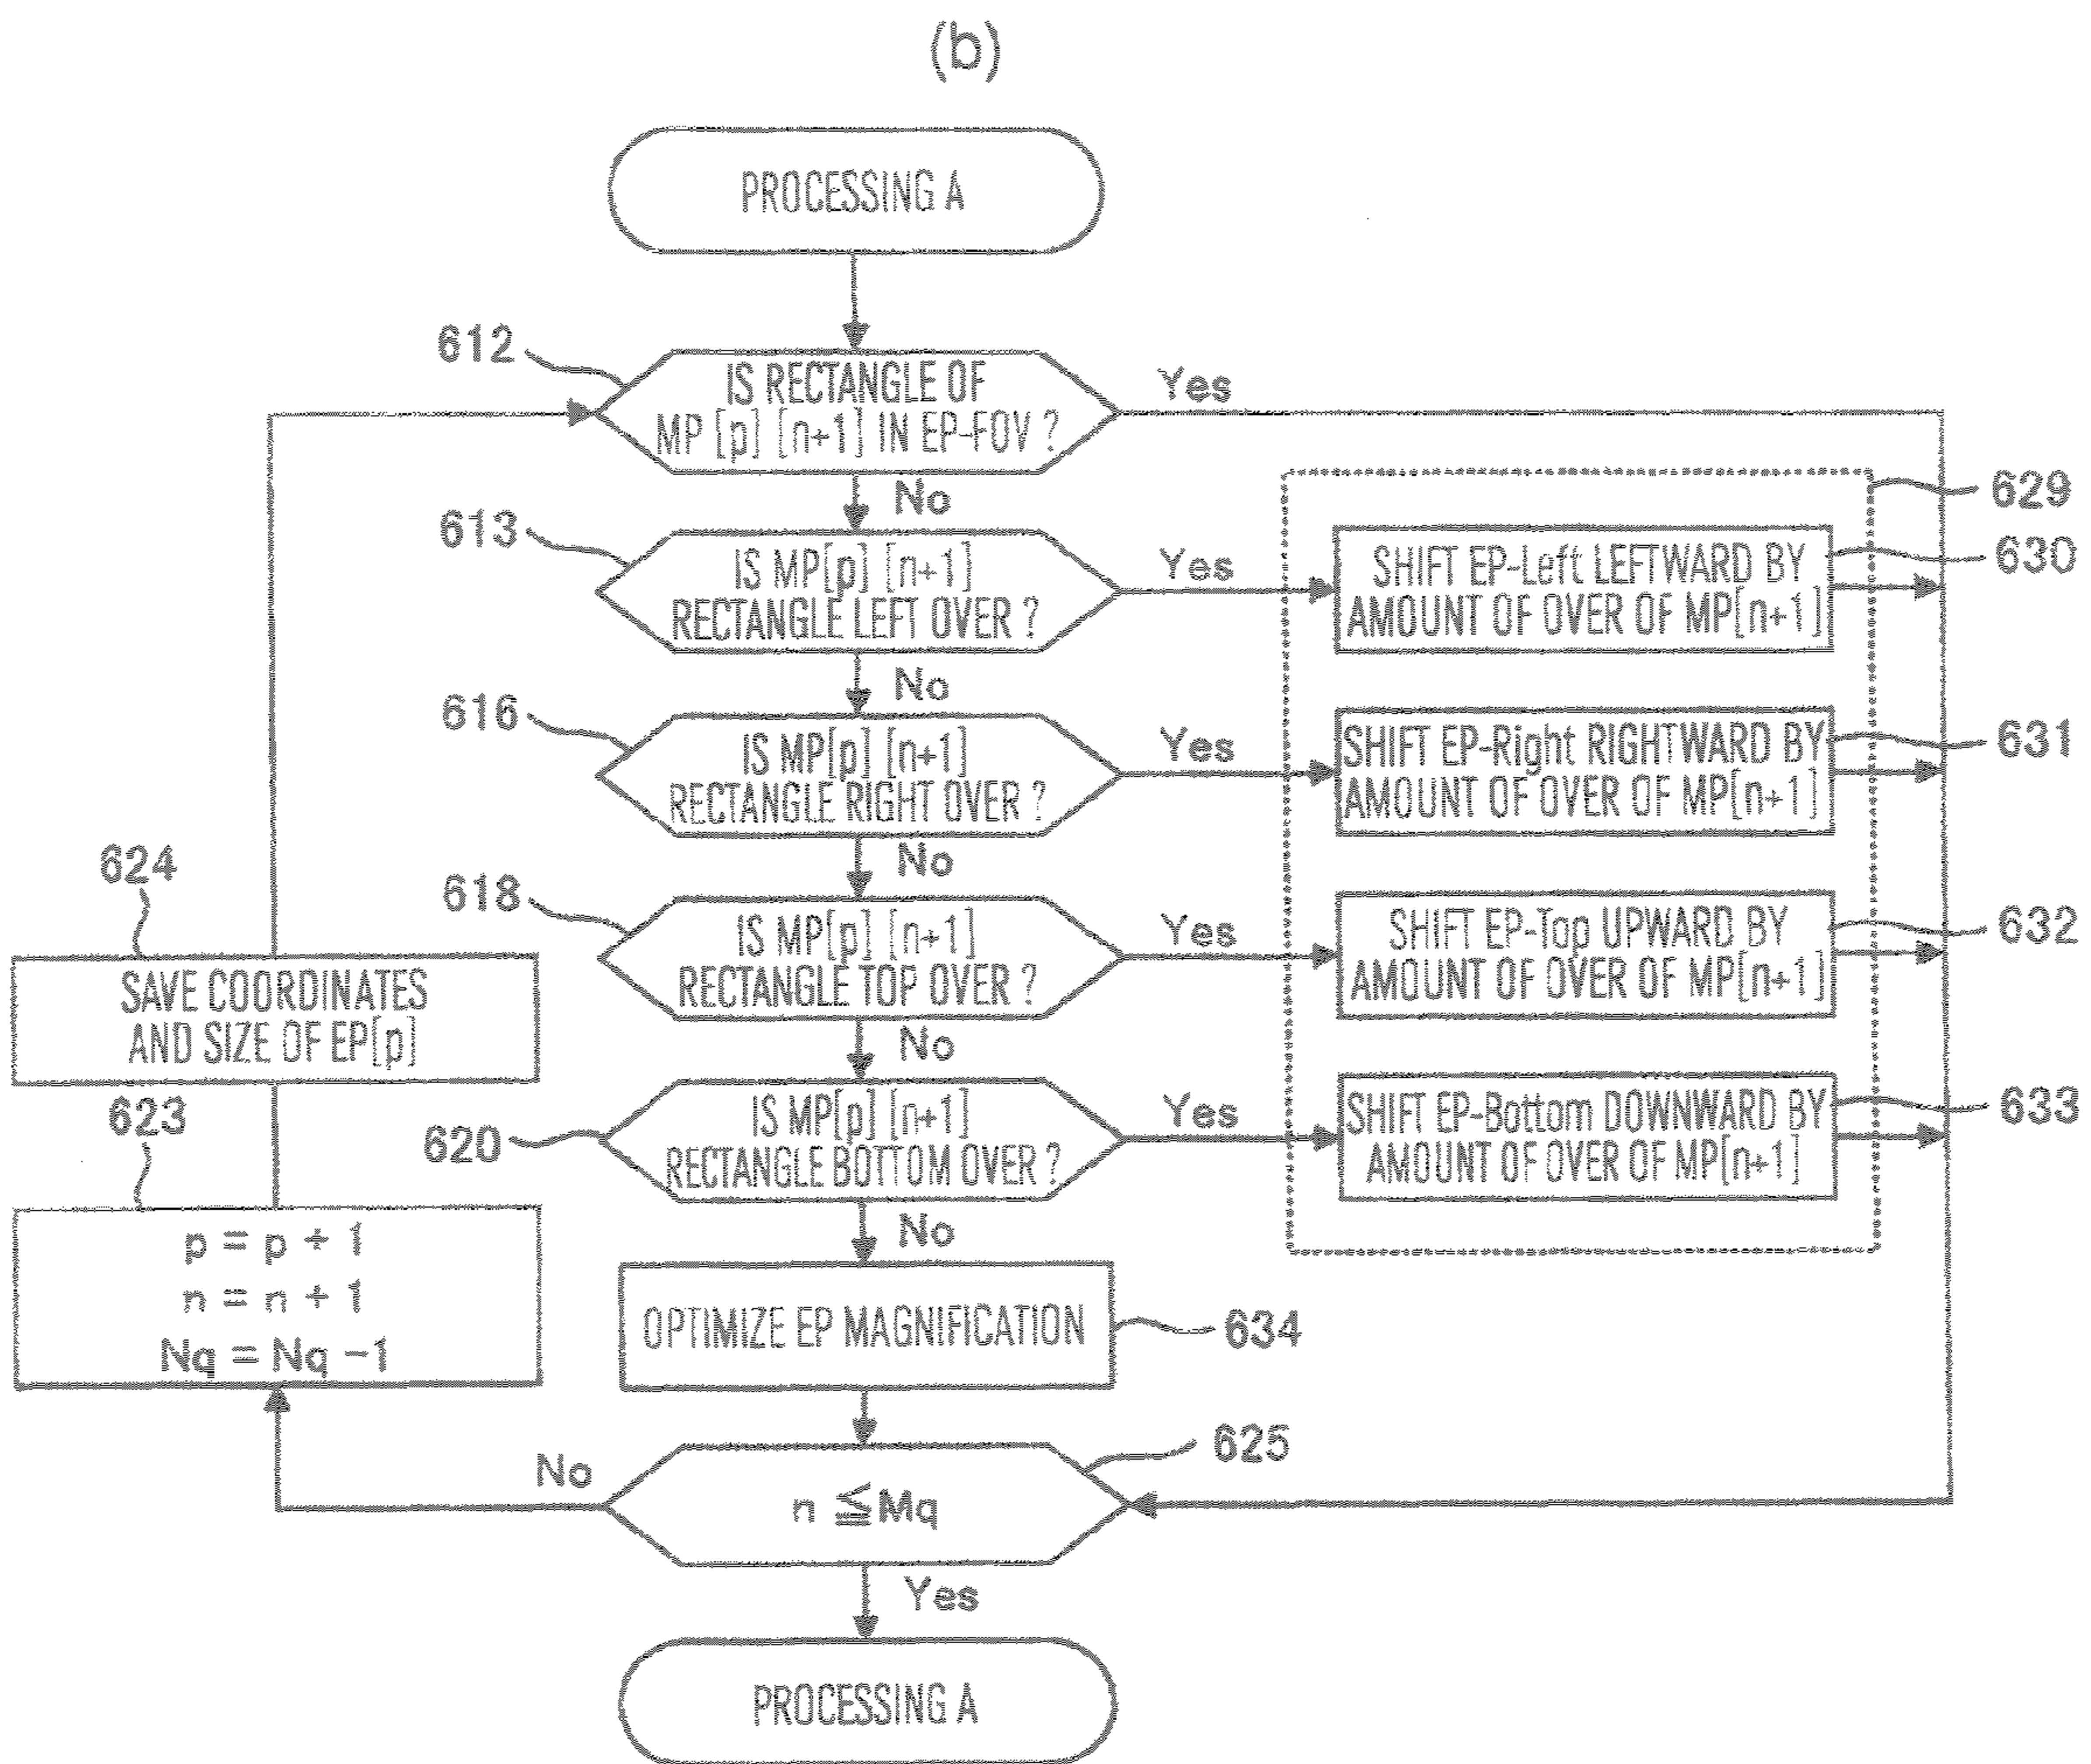 (b)
PROCESSING A
612
IS RECTANGLE OF
MP [p] [n+1] IN EP-FOV ?
Yes
No
629
613
IS MP[p] [n+1]
RECTANGLE LEFT OVER ?
Yes
SHIFT EP-Left LEFTWARD BY
AMOUNT OF OVER OF MP[n+1]
630
No
616
IS MP[p] [n+1]
RECTANGLE RIGHT OVER ?
Yes
SHIFT EP-Right RIGHTWARD BY
AMOUNT OF OVER OF MP[n+1]
631
No
624
618
IS MP[p] [n+1]
RECTANGLE TOP OVER ?
Yes
SHIFT EP-Top UPWARD BY
AMOUNT OF OVER OF MP[n+1]
632
SAVE COORDINATES
AND SIZE OF EP[p]
No
623
620
IS MP[p] [n+1]
RECTANGLE BOTTOM OVER ?
Yes
SHIFT EP-Bottom DOWNWARD BY
AMOUNT OF OVER OF MP[n+1]
633
No
p = p + 1
n = n + 1
Nq = Nq -1
OPTIMIZE EP MAGNIFICATION
634
625
No
n ≦ Mq
Yes
PROCESSING A